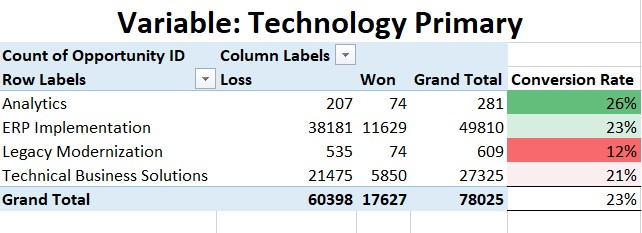 Variable: Technology Primary
Count of Opportunity ID Column Labels
Row Labels Loss Won Grand Total Conversion Rate
Analytics 207 74 281 26%
ERP Implementation 38181 11629 49810 23%
Legacy Modernization 535 74 609 12%
Technical Business Solutions 21475 5850 27325 21%
Grand Total 60398 17627 78025 23%